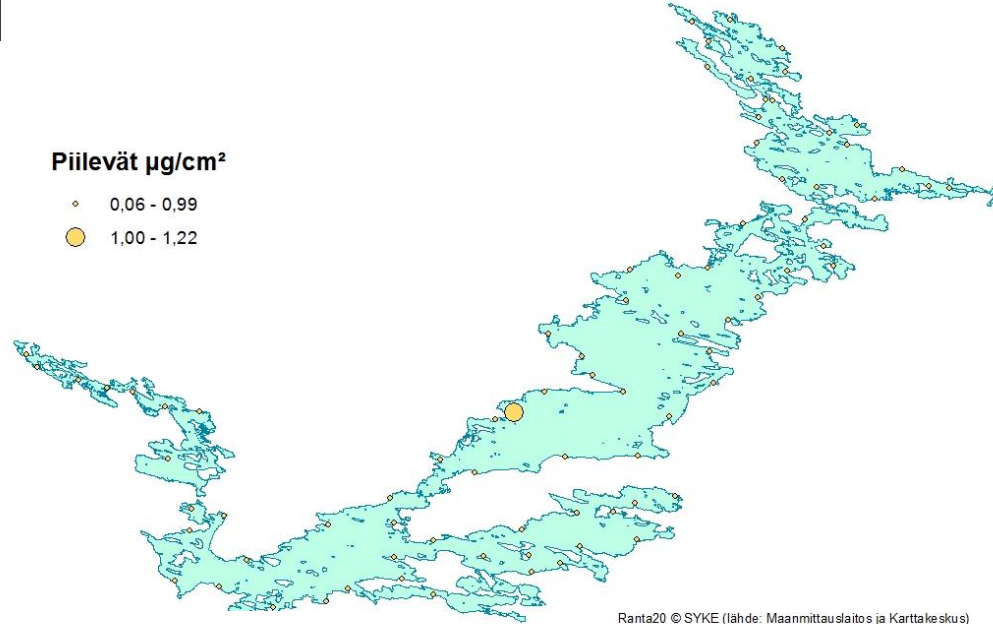 Piilevät µg/cm²
0,06 - 0,99
1,00 - 1,22
Ranta20 © SYKE (lähde: Maanmittauslaitos ja Karttakeskus)